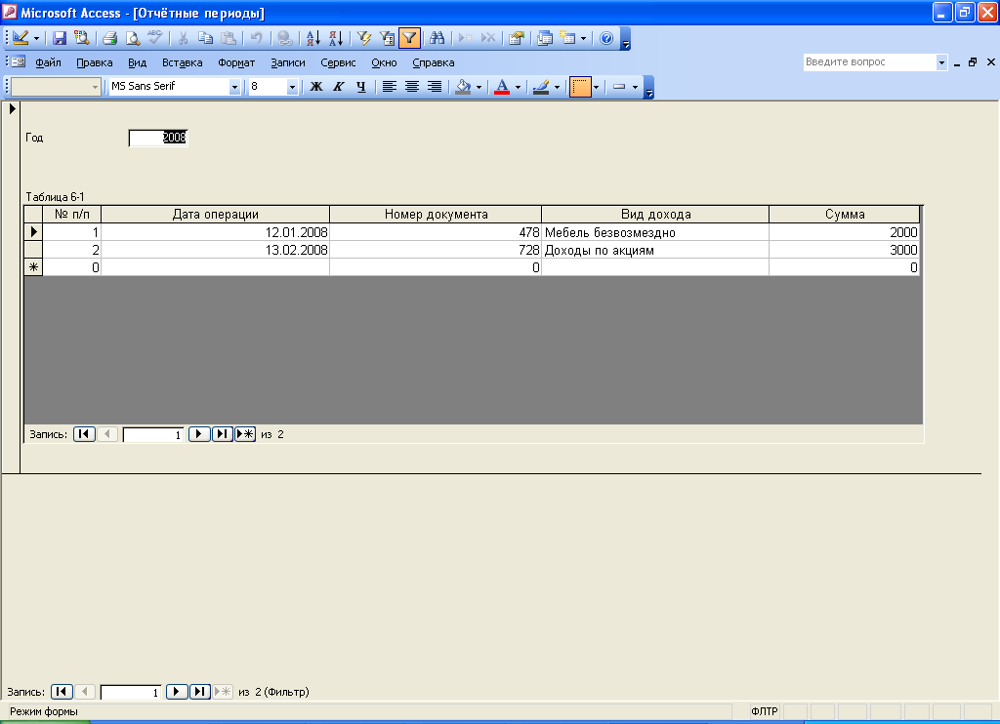 Microsoft Access - [Отчётные периоды]
Файл Правка Вид Вставка Формат Записи Сервис Окно Справка Введите вопрос
MS Sans Serif 8 Ж К Ч
Год 2008
Таблица 6-1
№ п/п Дата операции Номер документа Вид дохода Сумма
1 12.01.2008 478 Мебель безвозмездно 2000
2 13.02.2008 728 Доходы по акциям 3000
0 0 0
Запись: 1 из 2
Запись: 1 из 2 (Фильтр)
Режим формы ФЛТР